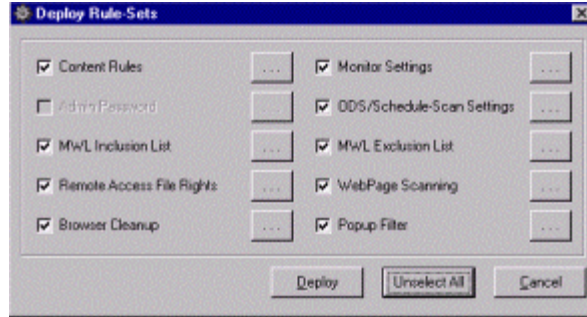 Deploy Rule-Sets
Content Rules ... Monitor Settings ...
Admin Password ODS/Schedule-Scan Settings ...
MWL Inclusion List ... MWL Exclusion List ...
Remote Access File Rights ... WebPage Scanning ...
Browser Cleanup ... Popup Filter ...
Deploy Unselect All Cancel